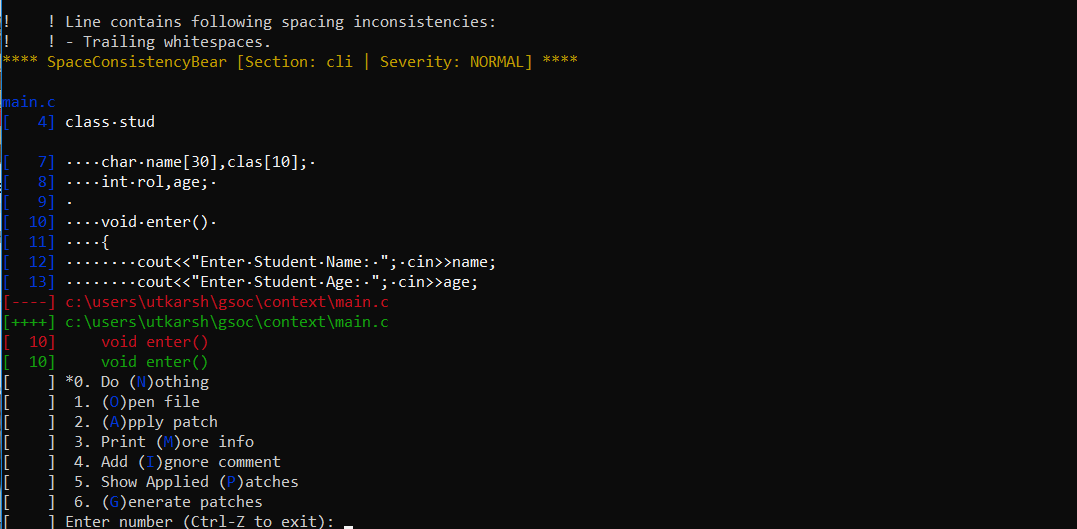 !    ! Line contains following spacing inconsistencies:
!    ! - Trailing whitespaces.
**** SpaceConsistencyBear [Section: cli | Severity: NORMAL] ****
main.c
[   4] class·stud
[   7] ····char·name[30],clas[10];·
[   8] ····int·rol,age;·
[   9] ·
[  10] ····void·enter()·
[  11] ····{
[  12] ········cout<<"Enter·Student·Name:·";·cin>>name;
[  13] ········cout<<"Enter·Student·Age:·";·cin>>age;
[----] c:\users\utkarsh\gsoc\context\main.c
[++++] c:\users\utkarsh\gsoc\context\main.c
[  10]     void enter()
[  10]     void enter()
[    ] *0. Do (N)othing
[    ]  1. (O)pen file
[    ]  2. (A)pply patch
[    ]  3. Print (M)ore info
[    ]  4. Add (I)gnore comment
[    ]  5. Show Applied (P)atches
[    ]  6. (G)enerate patches
[    ] Enter number (Ctrl-Z to exit):